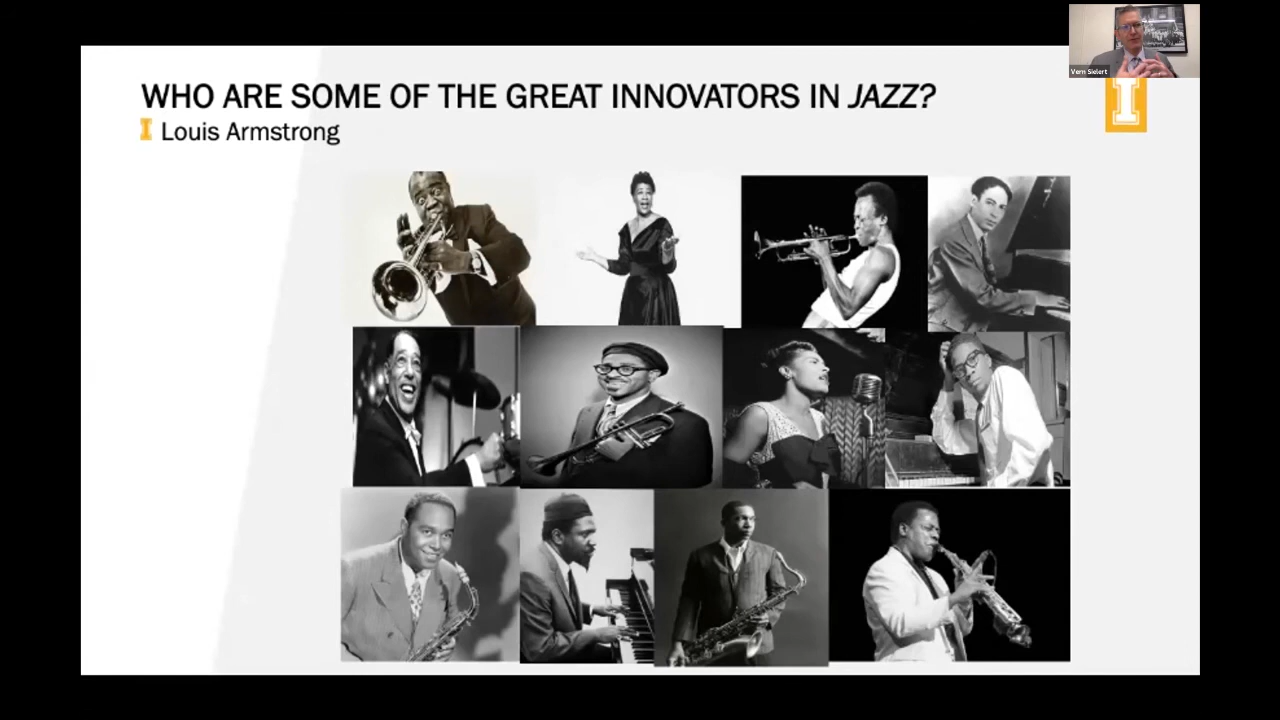 Vern Sielert
WHO ARE SOME OF THE GREAT INNOVATORS IN JAZZ?
I Louis Armstrong
I